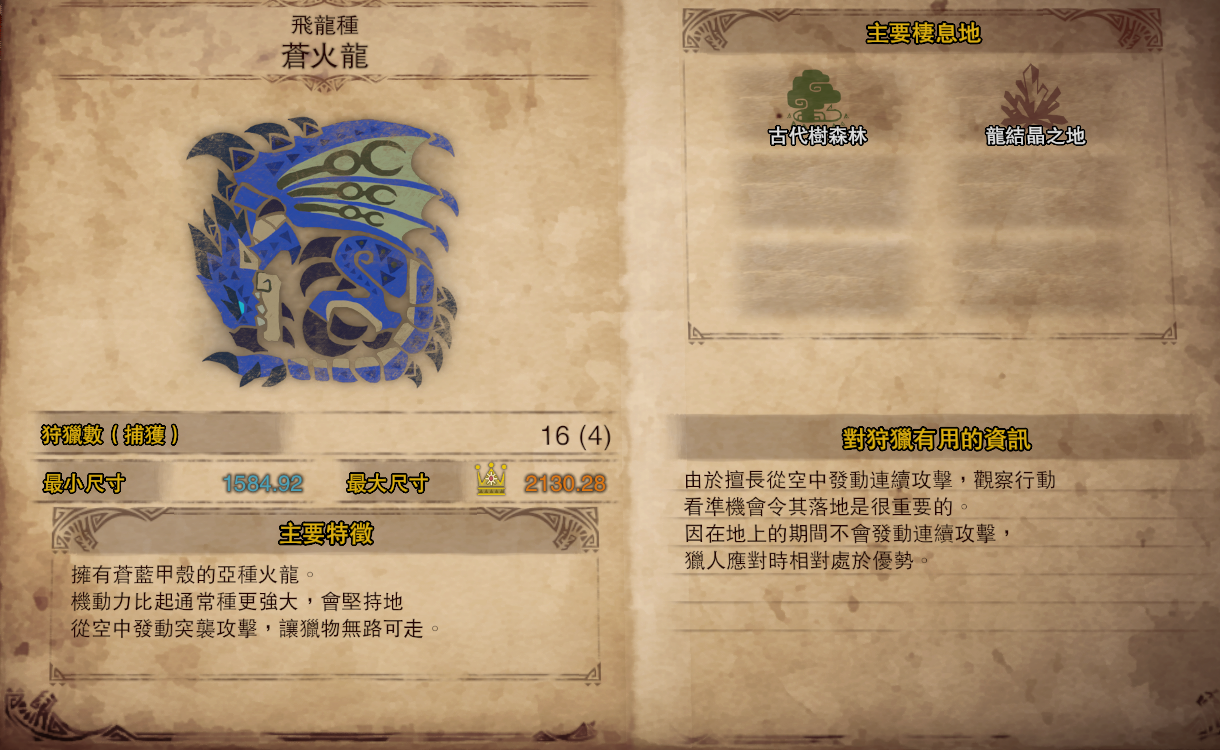 飛龍種
蒼火龍
狩獵數（捕獲）
16 (4)
最小尺寸
1584.92
最大尺寸
2130.28
主要特徵
擁有蒼藍甲殼的亞種火龍。
機動力比起通常種更強大，會堅持地
從空中發動突襲攻擊，讓獵物無路可走。
主要棲息地
古代樹森林
龍結晶之地
對狩獵有用的資訊
由於擅長從空中發動連續攻擊，觀察行動
看準機會令其落地是很重要的。
因在地上的期間不會發動連續攻擊，
獵人應對時相對處於優勢。